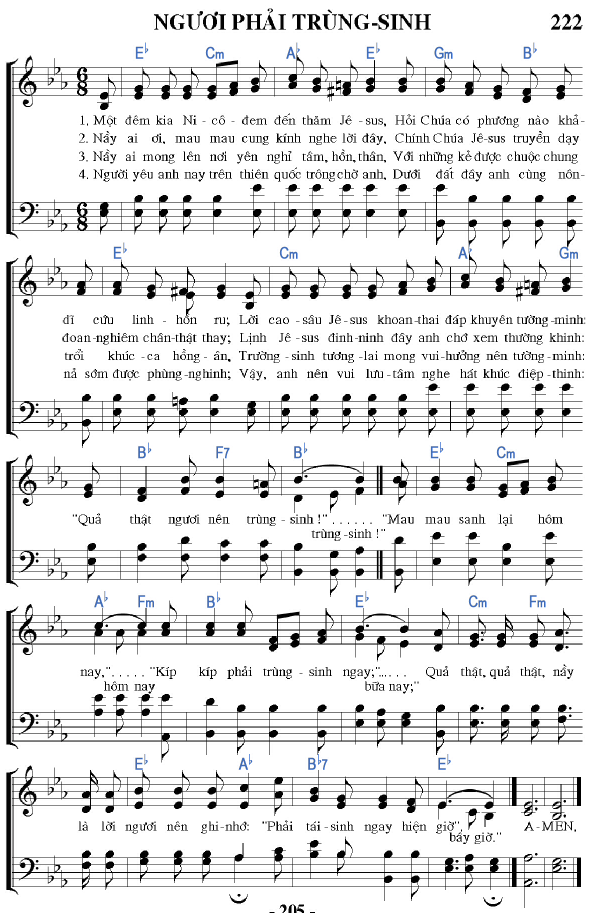 NGƯƠI PHẢI TRÙNG-SINH 222
E♭ Cm A♭ E♭ Gm B♭
1. Một đêm kia Ni-cô-đem đến thăm Jê-sus, Hỏi Chúa có phương nào khả-
2. Nầy ai ơi, mau mau cung kính nghe lời đây, Chính Chúa Jê-sus truyền dạy
3. Nầy ai mong lên nơi yên nghỉ tâm, hồn, thân, Với những kẻ được chuộc chung
4. Người yêu anh nay trên thiên quốc trông chờ anh, Dưới đất đây anh cùng nôn-
E♭ Cm A♭ Gm
dĩ cứu linh-hồn ru; Lời cao-sâu Jê-sus khoan-thai đáp khuyên tường-minh:
đoan-nghiêm chân-thật thay; Lịnh Jê-sus đinh-ninh đây anh chớ xem thường khinh:
trổi khúc-ca hồng-ân, Trường-sinh tương-lai mong vui-hưởng nên tường-minh:
nả sớm được phùng-nghinh; Vậy, anh nên vui lưu-tâm nghe hát khúc điệp-thinh:
B♭ F7 B♭ E♭ Cm
"Quả thật ngươi nên trùng-sinh!"...... "Mau mau sanh lại hôm
trùng-sinh!"
A♭ Fm B♭ E♭ Cm Fm
nay,"..... "Kíp kíp phải trùng-sinh ngay;"..... Quả thật, quả thật, nầy
hôm nay bữa nay;"
E♭ A♭ B♭7 E♭
là lời ngươi nên ghi-nhớ: "Phải tái-sinh ngay hiện giờ", A-MEN,
bây giờ."
- 205 -